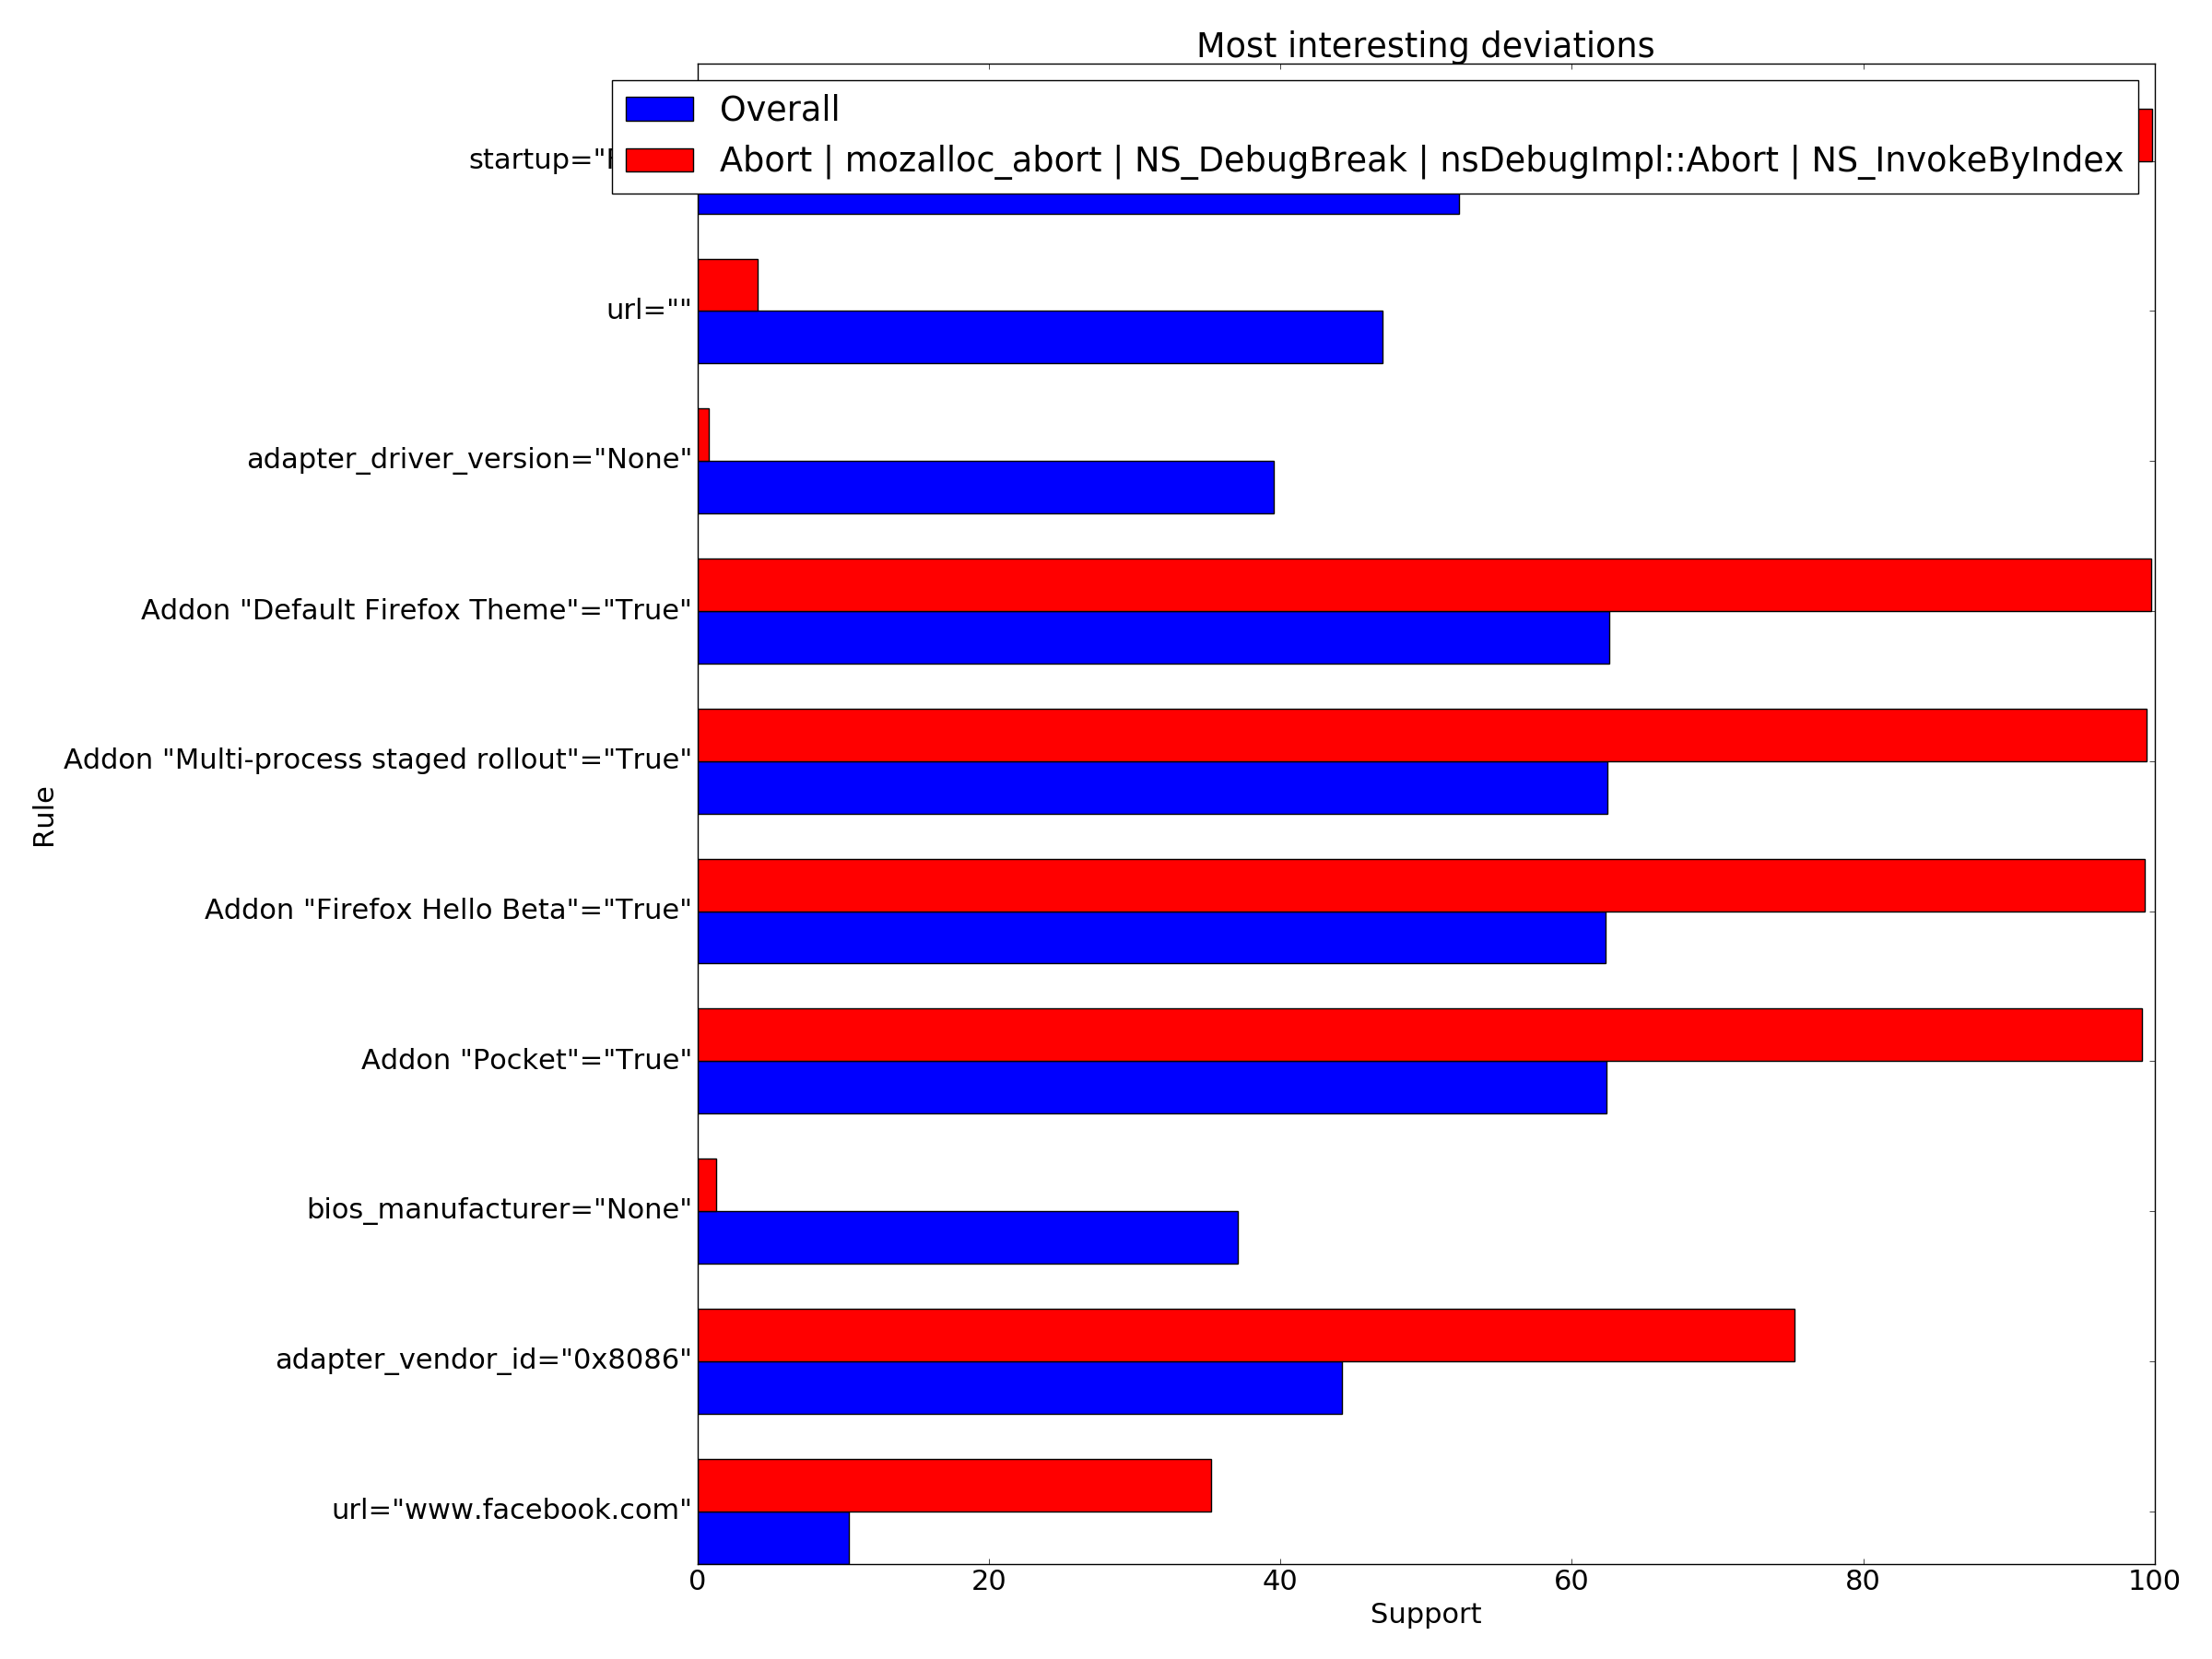 Most interesting deviations
Overall
startup="
Abort | mozalloc_abort | NS_DebugBreak | nsDebugImpl::Abort | NS_InvokeByIndex
url=""
adapter_driver_version="None"
Addon "Default Firefox Theme"="True"
Addon "Multi-process staged rollout"="True"
Rule
Addon "Firefox Hello Beta"="True"
Addon "Pocket"="True"
bios_manufacturer="None"
adapter_vendor_id="0x8086"
url="www.facebook.com"
0 20 40 60 80 100
Support